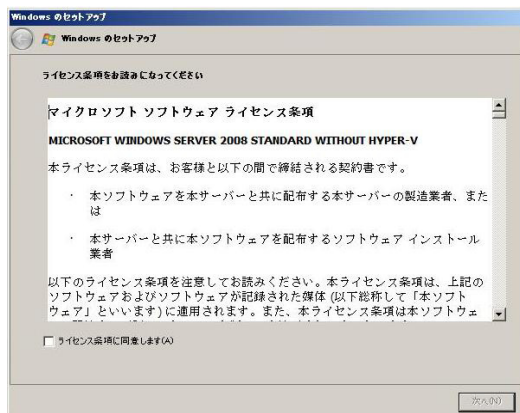 Windows のセットアップ
Windows のセットアップ
ライセンス条項をお読みになってください
マイクロソフト ソフトウェア ライセンス条項
MICROSOFT WINDOWS SERVER 2008 STANDARD WITHOUT HYPER-V
本ライセンス条項は、お客様と以下の間で締結される契約書です。
・ 本ソフトウェアを本サーバーと共に配布する本サーバーの製造業者、また
は
・ 本サーバーと共に本ソフトウェアを配布するソフトウェア インストール
業者
以下のライセンス条項を注意してお読みください。本ライセンス条項は、上記の
ソフトウェアおよびソフトウェアが記録された媒体 (以下総称して「本ソフト
ウェア」といいます) に適用されます。また、本ライセンス条項は本ソフトウェ
ライセンス条項に同意します(A)
次へ(N)